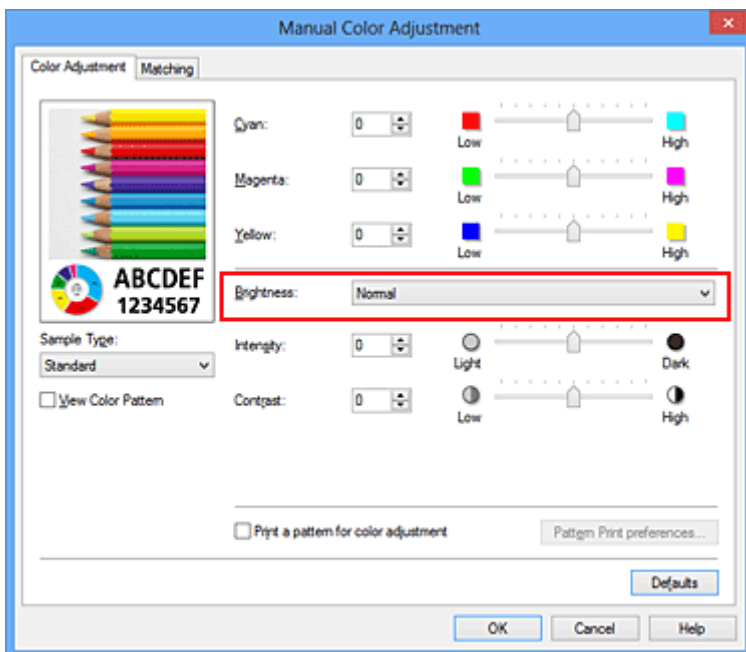 Manual Color Adjustment
Color Adjustment Matching
Cyan: 0 Low High
Magenta: 0 Low High
Yellow: 0 Low High
ABCDEF
1234567
Brightness: Normal
Sample Type:
Standard
View Color Pattern
Intensity: 0 Light Dark
Contrast: 0 Low High
Print a pattern for color adjustment Pattern Print preferences...
Defaults
OK Cancel Help